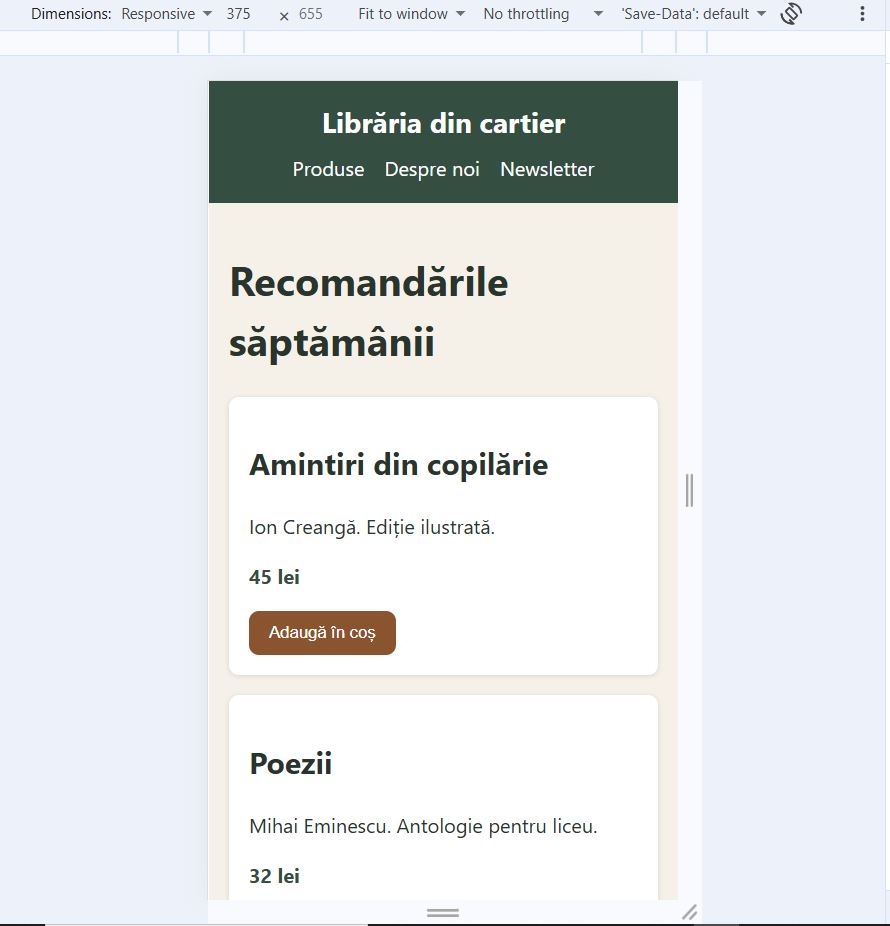 Dimensions: Responsive 375 × 655 Fit to window No throttling 'Save-Data': default
Librăria din cartier
Produse Despre noi Newsletter
Recomandările
săptămânii
Amintiri din copilărie
Ion Creangă. Ediție ilustrată.
45 lei
Adaugă în coș
Poezii
Mihai Eminescu. Antologie pentru liceu.
32 lei